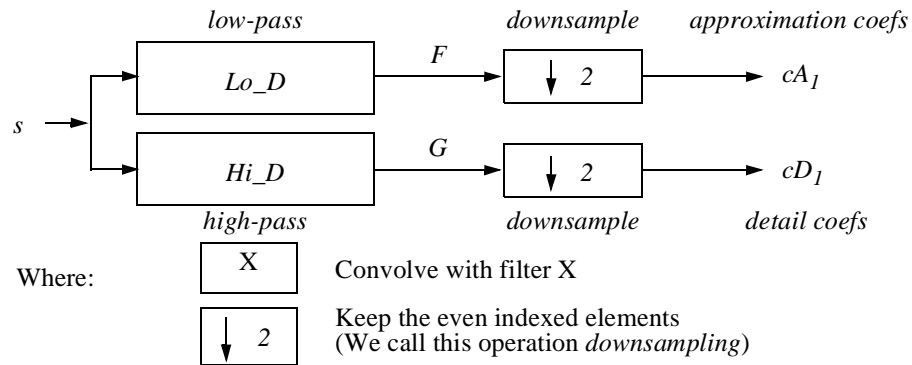 low-pass downsample approximation coefs
F
Lo_D ↓ 2 cA1
s
G
Hi_D ↓ 2 cD1
high-pass downsample detail coefs
Where: X Convolve with filter X
↓ 2 Keep the even indexed elements
(We call this operation downsampling)